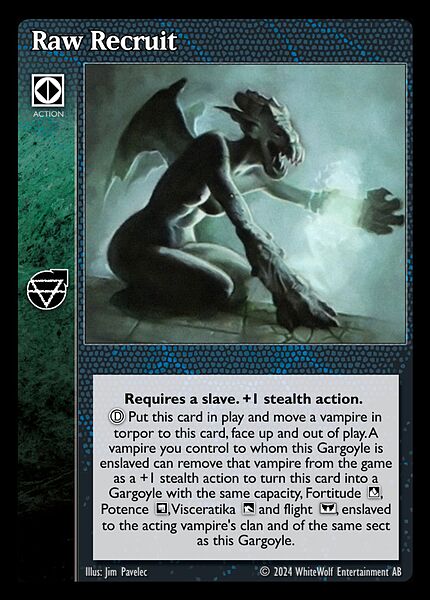 Raw Recruit
ACTION
Requires a slave. +1 stealth action.
D Put this card in play and move a vampire in
torpor to this card, face up and out of play. A
vampire you control to whom this Gargoyle is
enslaved can remove that vampire from the game
as a +1 stealth action to turn this card into a
Gargoyle with the same capacity, Fortitude ,
Potence , Visceratika and flight , enslaved
to the acting vampire's clan and of the same sect
as this Gargoyle.
Illus: Jim Pavelec © 2024 WhiteWolf Entertainment AB